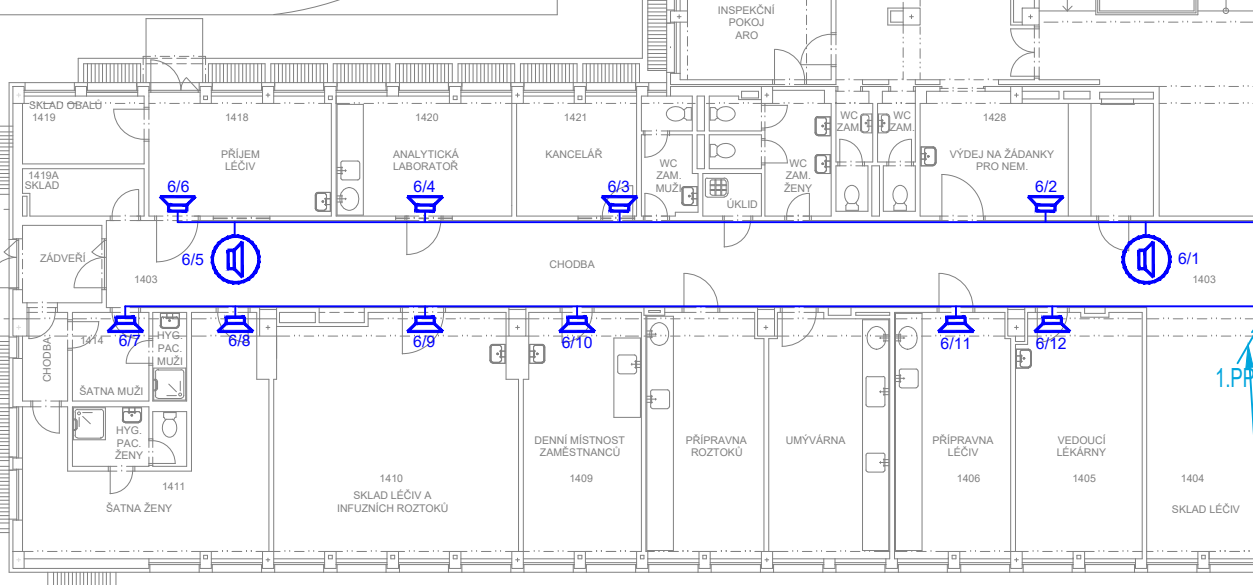 INSPEKČNÍ
POKOJ
ARO
SKLAD OBALŮ
1419
1418
PŘÍJEM
LÉČIV
1420
ANALYTICKÁ
LABORATOŘ
1421
KANCELÁŘ
WC
ZAM.
MUŽI
ÚKLID
WC
ZAM.
ŽENY
WC
ZAM.
WC
ZAM.
1428
VÝDEJ NA ŽÁDANKY
PRO NEM.
1419A
SKLAD
6/6
6/4
6/3
6/2
ZÁDVEŘÍ
1403
6/5
CHODBA
6/1
1403
6/7
6/8
6/9
6/10
6/11
6/12
CHODBA
1414
ŠATNA MUŽI
HYG.
PAC.
MUŽI
HYG.
PAC.
ŽENY
1411
ŠATNA ŽENY
1410
SKLAD LÉČIV A
INFUZNÍCH ROZTOKŮ
DENNÍ MÍSTNOST
ZAMĚSTNANCŮ
1409
PŘÍPRAVNA
ROZTOKŮ
UMÝVÁRNA
PŘÍPRAVNA
LÉČIV
1406
VEDOUCÍ
LÉKÁRNY
1405
1404
SKLAD LÉČIV